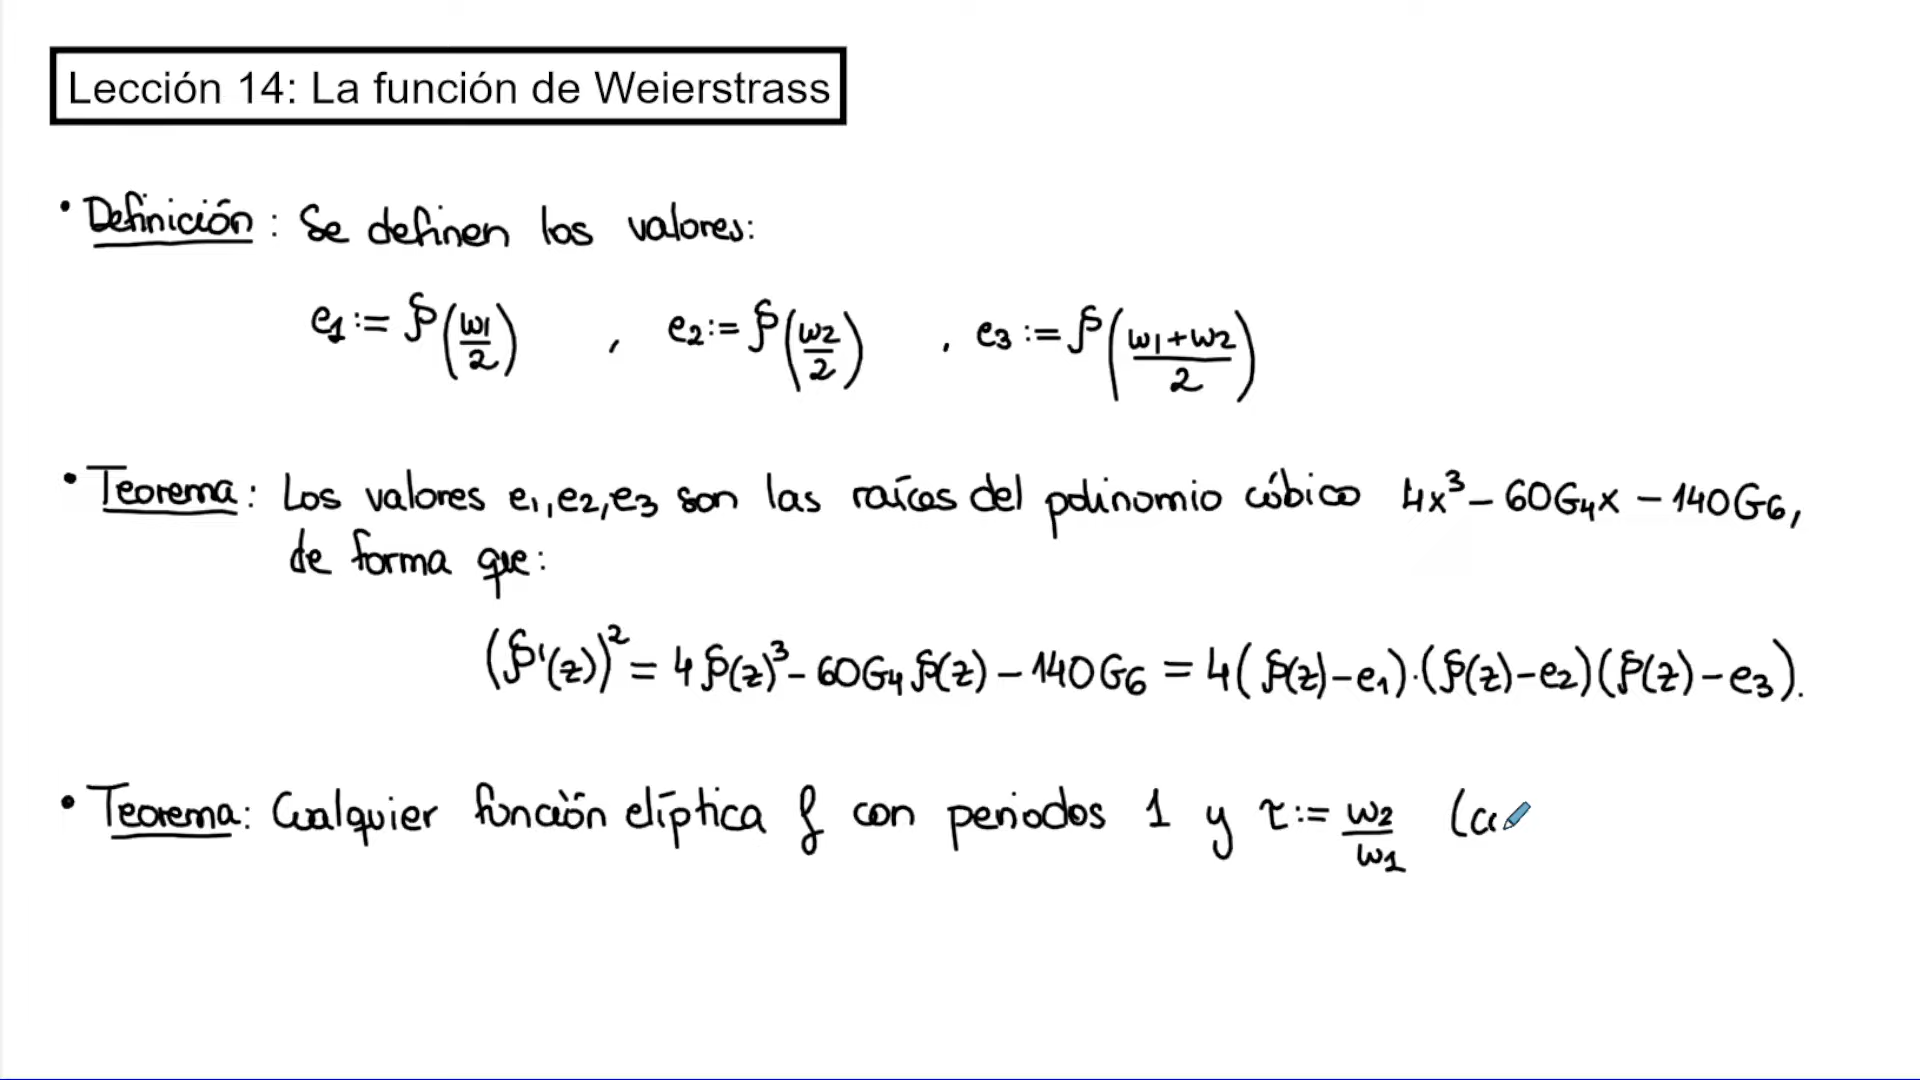 Lección 14: La función de Weierstrass
• Definición: Se definen los valores:
e₁ := ℘(ω₁/2) , e₂ := ℘(ω₂/2) , e₃ := ℘((ω₁+ω₂)/2)
• Teorema: Los valores e₁, e₂, e₃ son las raíces del polinomio cúbico 4x³ − 60G₄x − 140G₆,
de forma que:
(℘'(z))² = 4℘(z)³ − 60G₄℘(z) − 140G₆ = 4(℘(z)−e₁)·(℘(z)−e₂)(℘(z)−e₃).
• Teorema: Cualquier función elíptica f con periodos 1 y τ := ω₂/ω₁ (